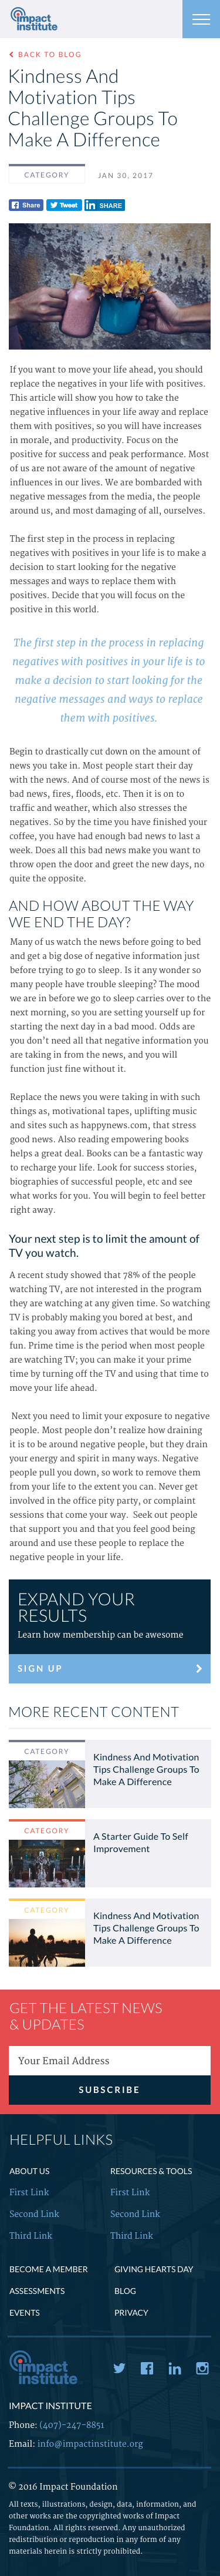 impact
institute
BACK TO BLOG
Kindness And
Motivation Tips
Challenge Groups To
Make A Difference
CATEGORY
JAN 30, 2017
Share
Tweet
in SHARE
If you want to move your life ahead, you should
replace the negatives in your life with positives.
This article will show you how to take the
negative influences in your life away and replace
them with positives, so you will have increases
in morale, and productivity. Focus on the
positive for success and peak performance. Most
of us are not aware of the amount of negative
influences in our lives. We are bombarded with
negative messages from the media, the people
around us, and most damaging of all, ourselves.
The first step in the process in replacing
negatives with positives in your life is to make a
decision to start looking for the negative
messages and ways to replace them with
positives. Decide that you will focus on the
positive in this world.
The first step in the process in replacing
negatives with positives in your life is to
make a decision to start looking for the
negative messages and ways to replace
them with positives.
Begin to drastically cut down on the amount of
news you take in. Most people start their day
with the news. And of course most of the news is
bad news, fires, floods, etc. Then it is on to
traffic and weather, which also stresses the
negatives. So by the time you have finished your
coffee, you have had enough bad news to last a
week. Does all this bad news make you want to
throw open the door and greet the new days, no
quite the opposite.
AND HOW ABOUT THE WAY
WE END THE DAY?
Many of us watch the news before going to bed
and get a big dose of negative information just
before trying to go to sleep. Is it any wonder so
many people have trouble sleeping? The mood
we are in when we go to sleep carries over to the
next morning, so you are setting yourself up for
starting the next day in a bad mood. Odds are
you don't need all of the negative information you
are taking in from the news, and you will
function just fine without it.
Replace the news you were taking in with such
things as, motivational tapes, uplifting music
and sites such as happynews.com, that stress
good news. Also reading empowering books
helps a great deal. Books can be a fantastic way
to recharge your life. Look for success stories,
biographies of successful people, etc and see
what works for you. You will begin to feel better
right away.
Your next step is to limit the amount of
TV you watch.
A recent study showed that 78% of the people
watching TV, are not interested in the program
they are watching at any given time. So watching
TV is probably making you bored at best, and
taking you away from actives that would be more
fun. Prime time is the period when most people
are watching TV; you can make it your prime
time by turning off the TV and using that time to
move your life ahead.
Next you need to limit your exposure to negative
people. Most people don't realize how draining
it is to be around negative people, but they drain
your energy and spirit in many ways. Negative
people pull you down, so work to remove them
from your life to the extent you can. Never get
involved in the office pity party, or complaint
sessions that come your way. Seek out people
that support you and that you feel good being
around and use these people to replace the
negative people in your life.
EXPAND YOUR
RESULTS
Learn how membership can be awesome
SIGN UP
MORE RECENT CONTENT
CATEGORY
Kindness And Motivation
Tips Challenge Groups To
Make A Difference
CATEGORY
A Starter Guide To Self
Improvement
CATEGORY
Kindness And Motivation
Tips Challenge Groups To
Make A Difference
GET THE LATEST NEWS
& UPDATES
Your Email Address
SUBSCRIBE
HELPFUL LINKS
ABOUT US
RESOURCES & TOOLS
First Link
First Link
Second Link
Second Link
Third Link
Third Link
BECOME A MEMBER
GIVING HEARTS DAY
ASSESSMENTS
BLOG
EVENTS
PRIVACY
impact
institute
in
IMPACT INSTITUTE
Phone: (407)-247-8851
Email: info@impactinstitute.org
© 2016 Impact Foundation
All texts, illustrations, design, data, information, and
other works are the copyrighted works of Impact
Foundation. All rights reserved. Any unauthorized
redistribution or reproduction in any form of any
materials herein is strictly prohibited.